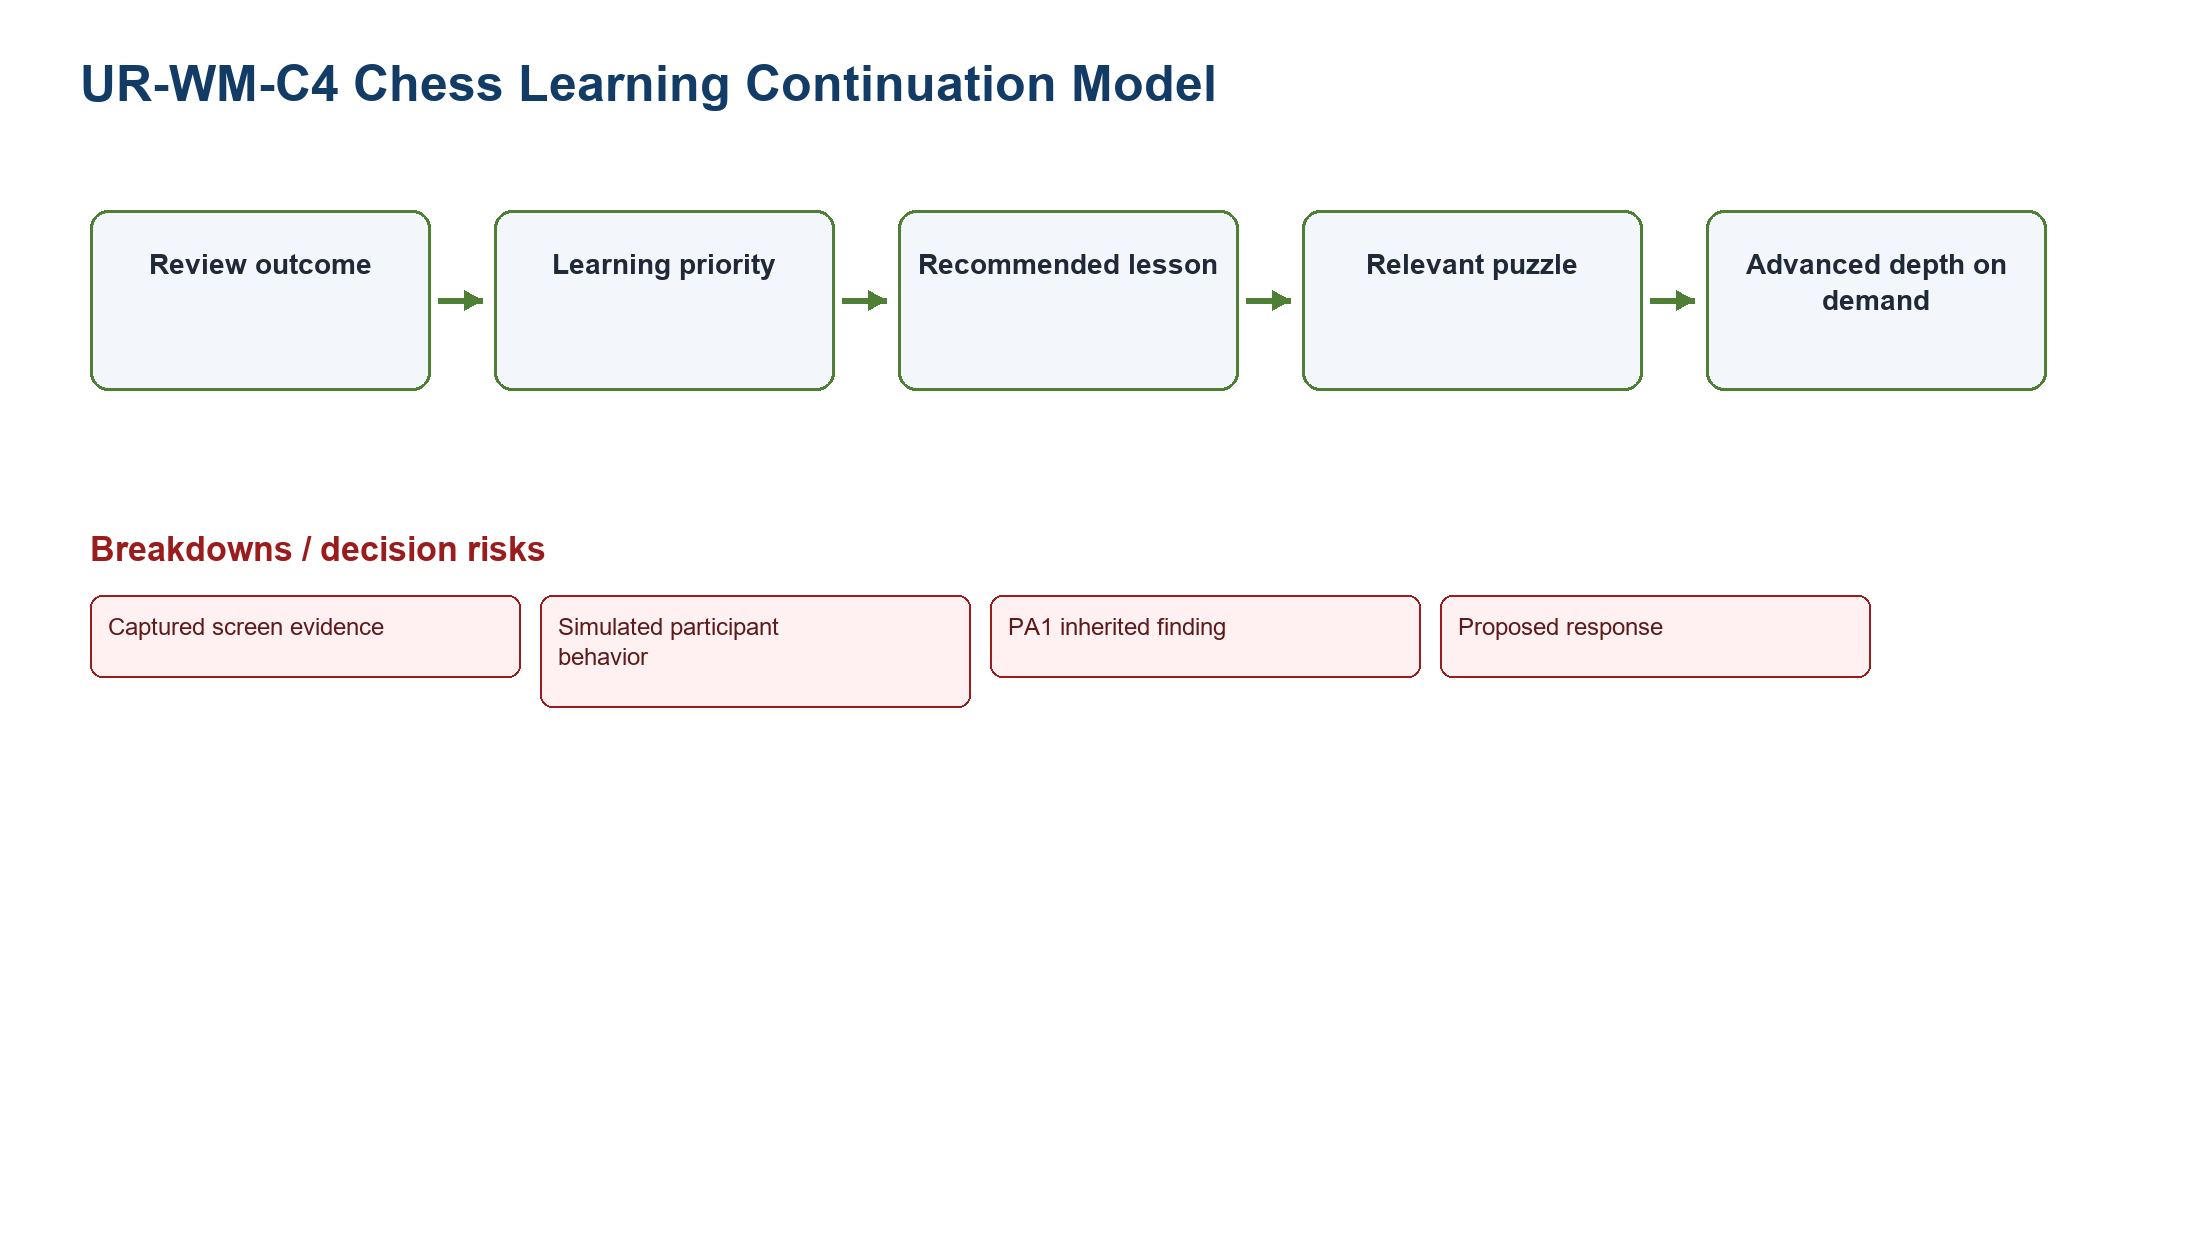 UR-WM-C4 Chess Learning Continuation Model
Review outcome
Learning priority
Recommended lesson
Relevant puzzle
Advanced depth on
demand
Breakdowns / decision risks
Captured screen evidence
Simulated participant
behavior
PA1 inherited finding
Proposed response